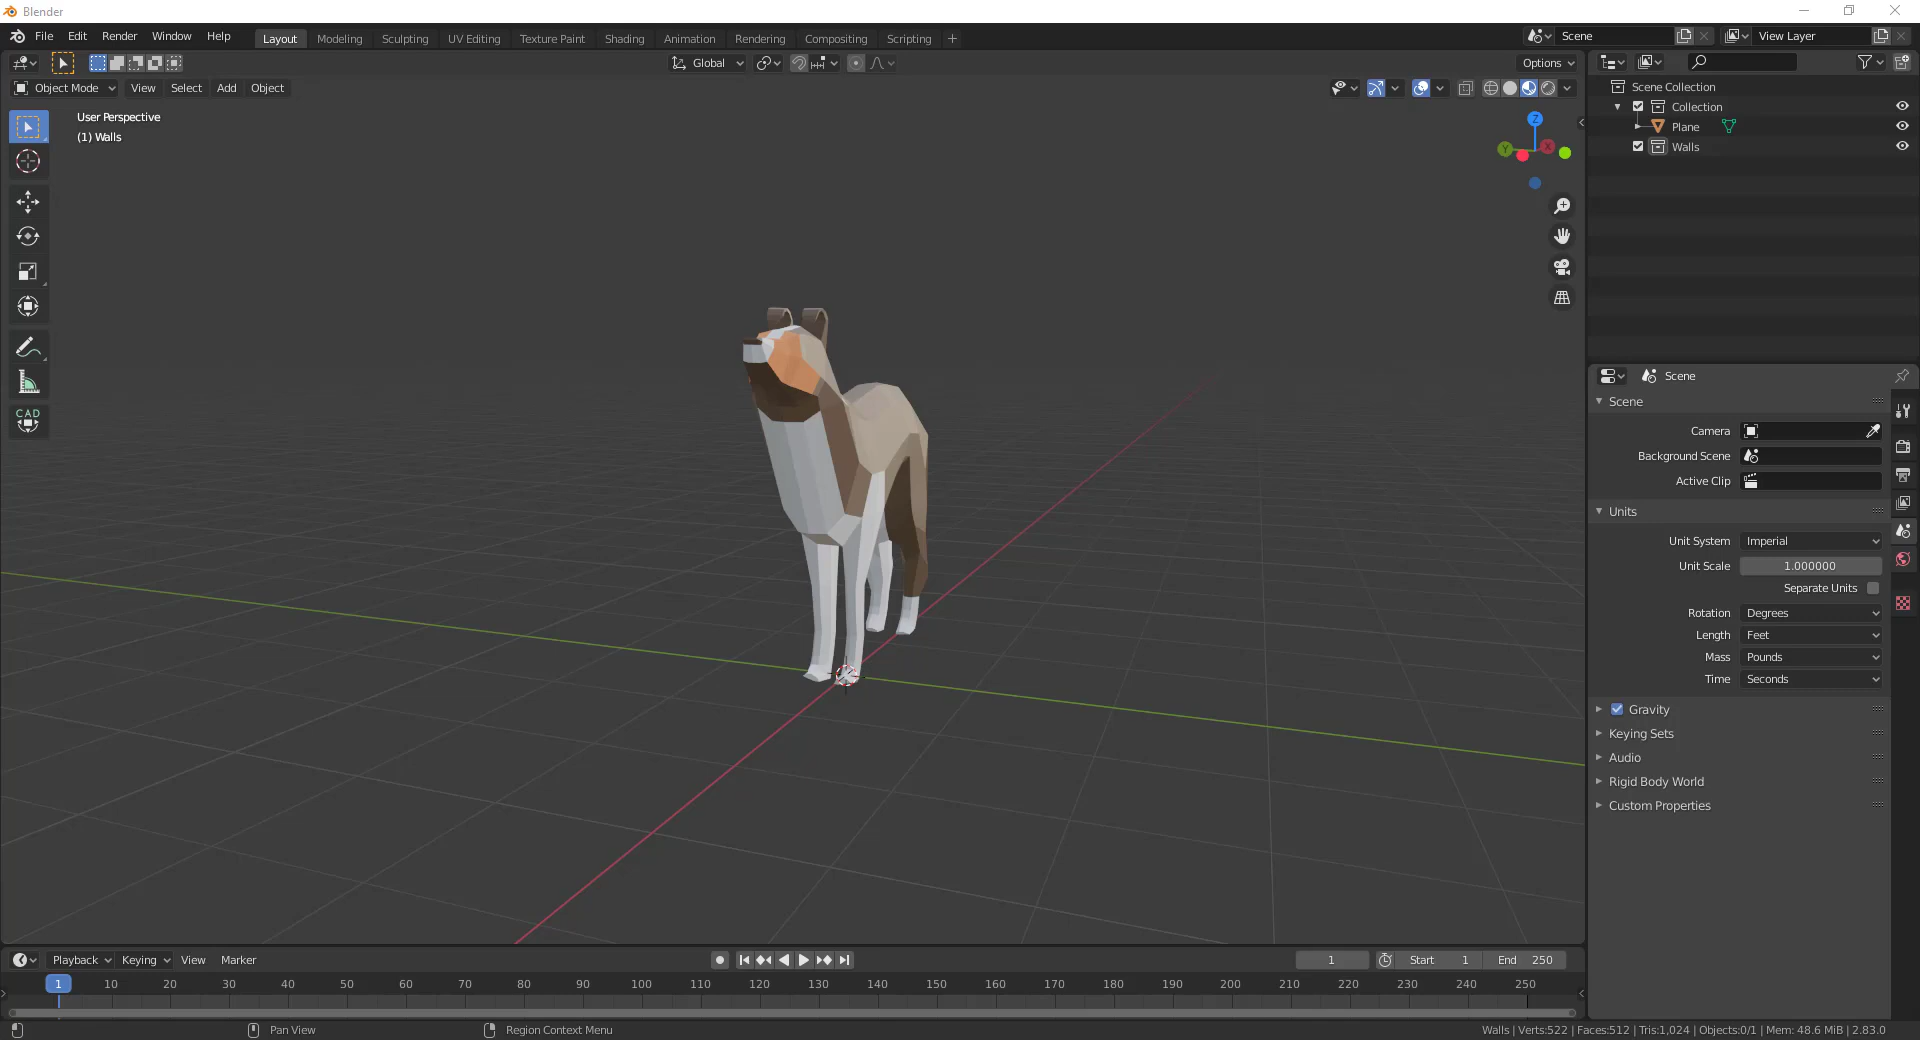 Blender
File Edit Render Window Help Layout Modeling Sculpting UV Editing Texture Paint Shading Animation Rendering Compositing Scripting + Scene View Layer
Global Options
Object Mode View Select Add Object
User Perspective
(1) Walls
Z
Y X
CAD
Scene Collection
Collection
Plane
Walls
Scene
Scene
Camera
Background Scene
Active Clip
Units
Unit System Imperial
Unit Scale 1.000000
Separate Units
Rotation Degrees
Length Feet
Mass Pounds
Time Seconds
Gravity
Keying Sets
Audio
Rigid Body World
Custom Properties
Playback Keying View Marker 1 Start 1 End 250
1 10 20 30 40 50 60 70 80 90 100 110 120 130 140 150 160 170 180 190 200 210 220 230 240 250
Pan View Region Context Menu Walls | Verts:522 | Faces:512 | Tris:1,024 | Objects:0/1 | Mem: 48.6 MiB | 2.83.0